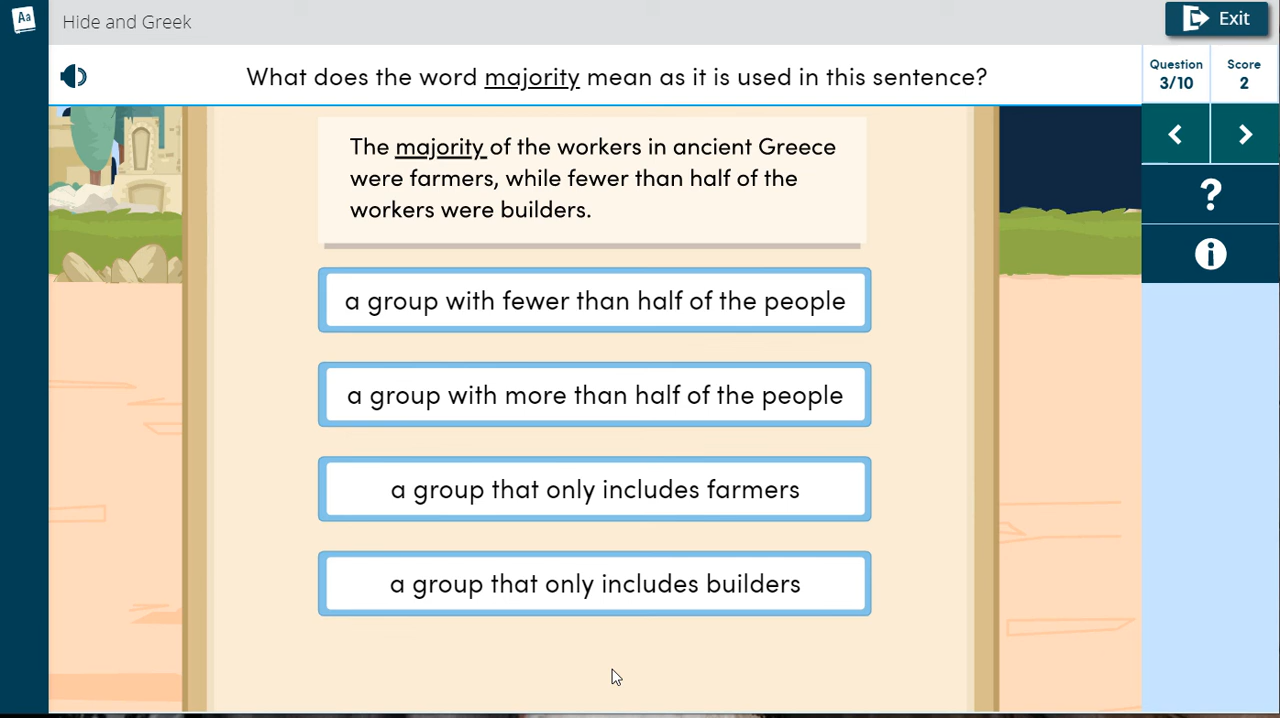 Aa
Hide and Greek
Exit
What does the word majority mean as it is used in this sentence?
Question
3/10
Score
2
The majority of the workers in ancient Greece
were farmers, while fewer than half of the
workers were builders.
?
i
a group with fewer than half of the people
a group with more than half of the people
a group that only includes farmers
a group that only includes builders